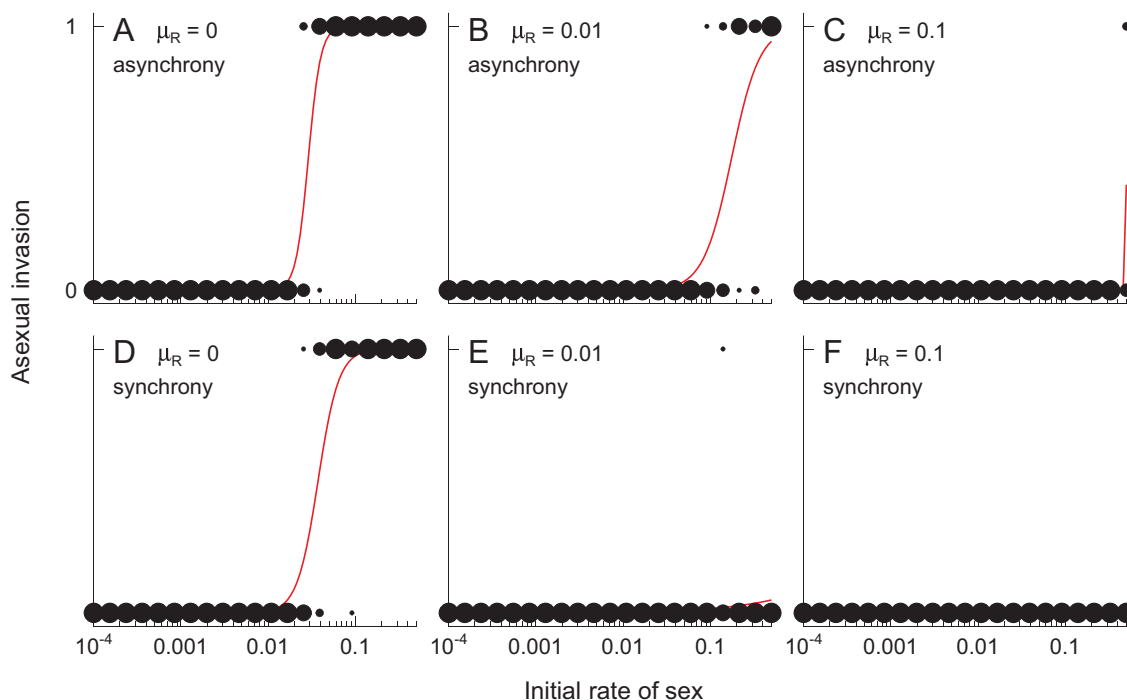 A μR = 0
asynchrony
B μR = 0.01
asynchrony
C μR = 0.1
asynchrony
1
0
Asexual invasion
D μR = 0
synchrony
E μR = 0.01
synchrony
F μR = 0.1
synchrony
10-4 0.001 0.01 0.1
10-4 0.001 0.01 0.1
10-4 0.001 0.01 0.1
Initial rate of sex